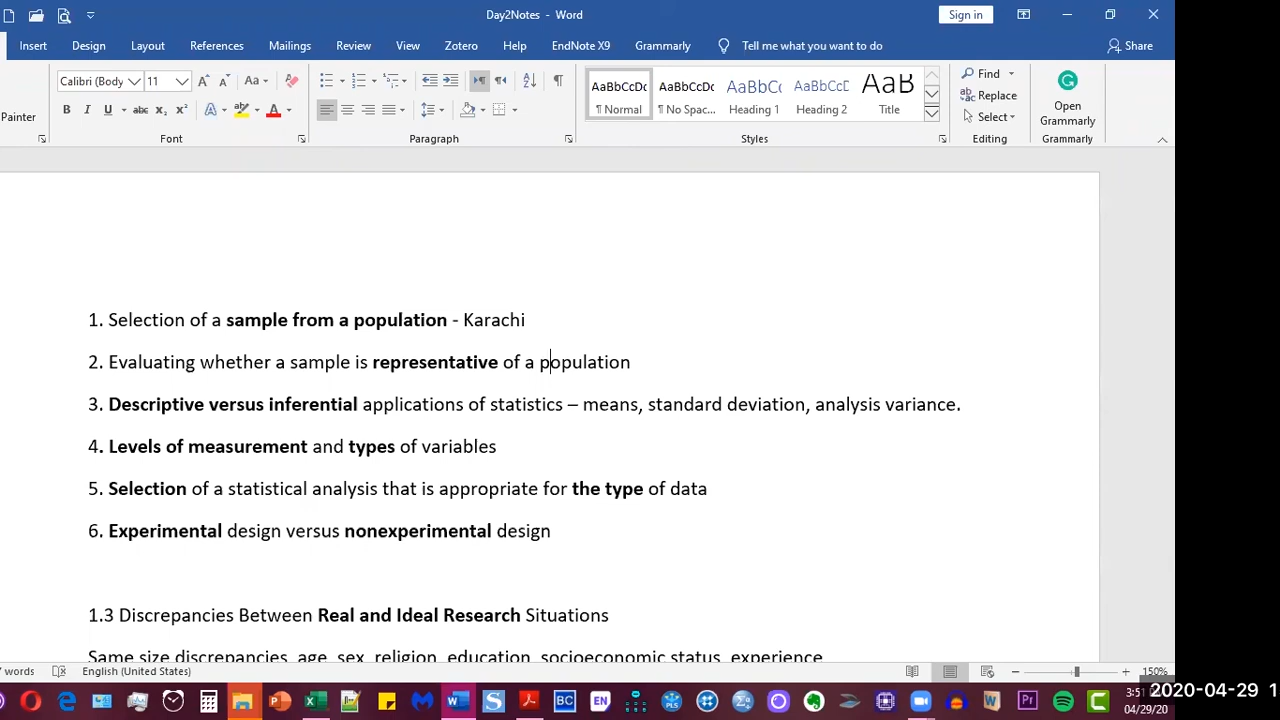 Day2Notes - Word
Sign in
Insert Design Layout References Mailings Review View Zotero Help EndNote X9 Grammarly Tell me what you want to do Share
Painter
Calibri (Body 11
Aa
Font
Paragraph
AaBbCcDc AaBbCcDc AaBbCc AaBbCcD AaB
¶ Normal ¶ No Spac... Heading 1 Heading 2 Title
Styles
Find
Replace
Select
Editing
Open
Grammarly
Grammarly
1. Selection of a sample from a population - Karachi
2. Evaluating whether a sample is representative of a population
3. Descriptive versus inferential applications of statistics – means, standard deviation, analysis variance.
4. Levels of measurement and types of variables
5. Selection of a statistical analysis that is appropriate for the type of data
6. Experimental design versus nonexperimental design
1.3 Discrepancies Between Real and Ideal Research Situations
Same size discrepancies, age, sex, religion, education, socioeconomic status, experience
words English (United States) 150%
3:51
04/29/20
2020-04-29 1